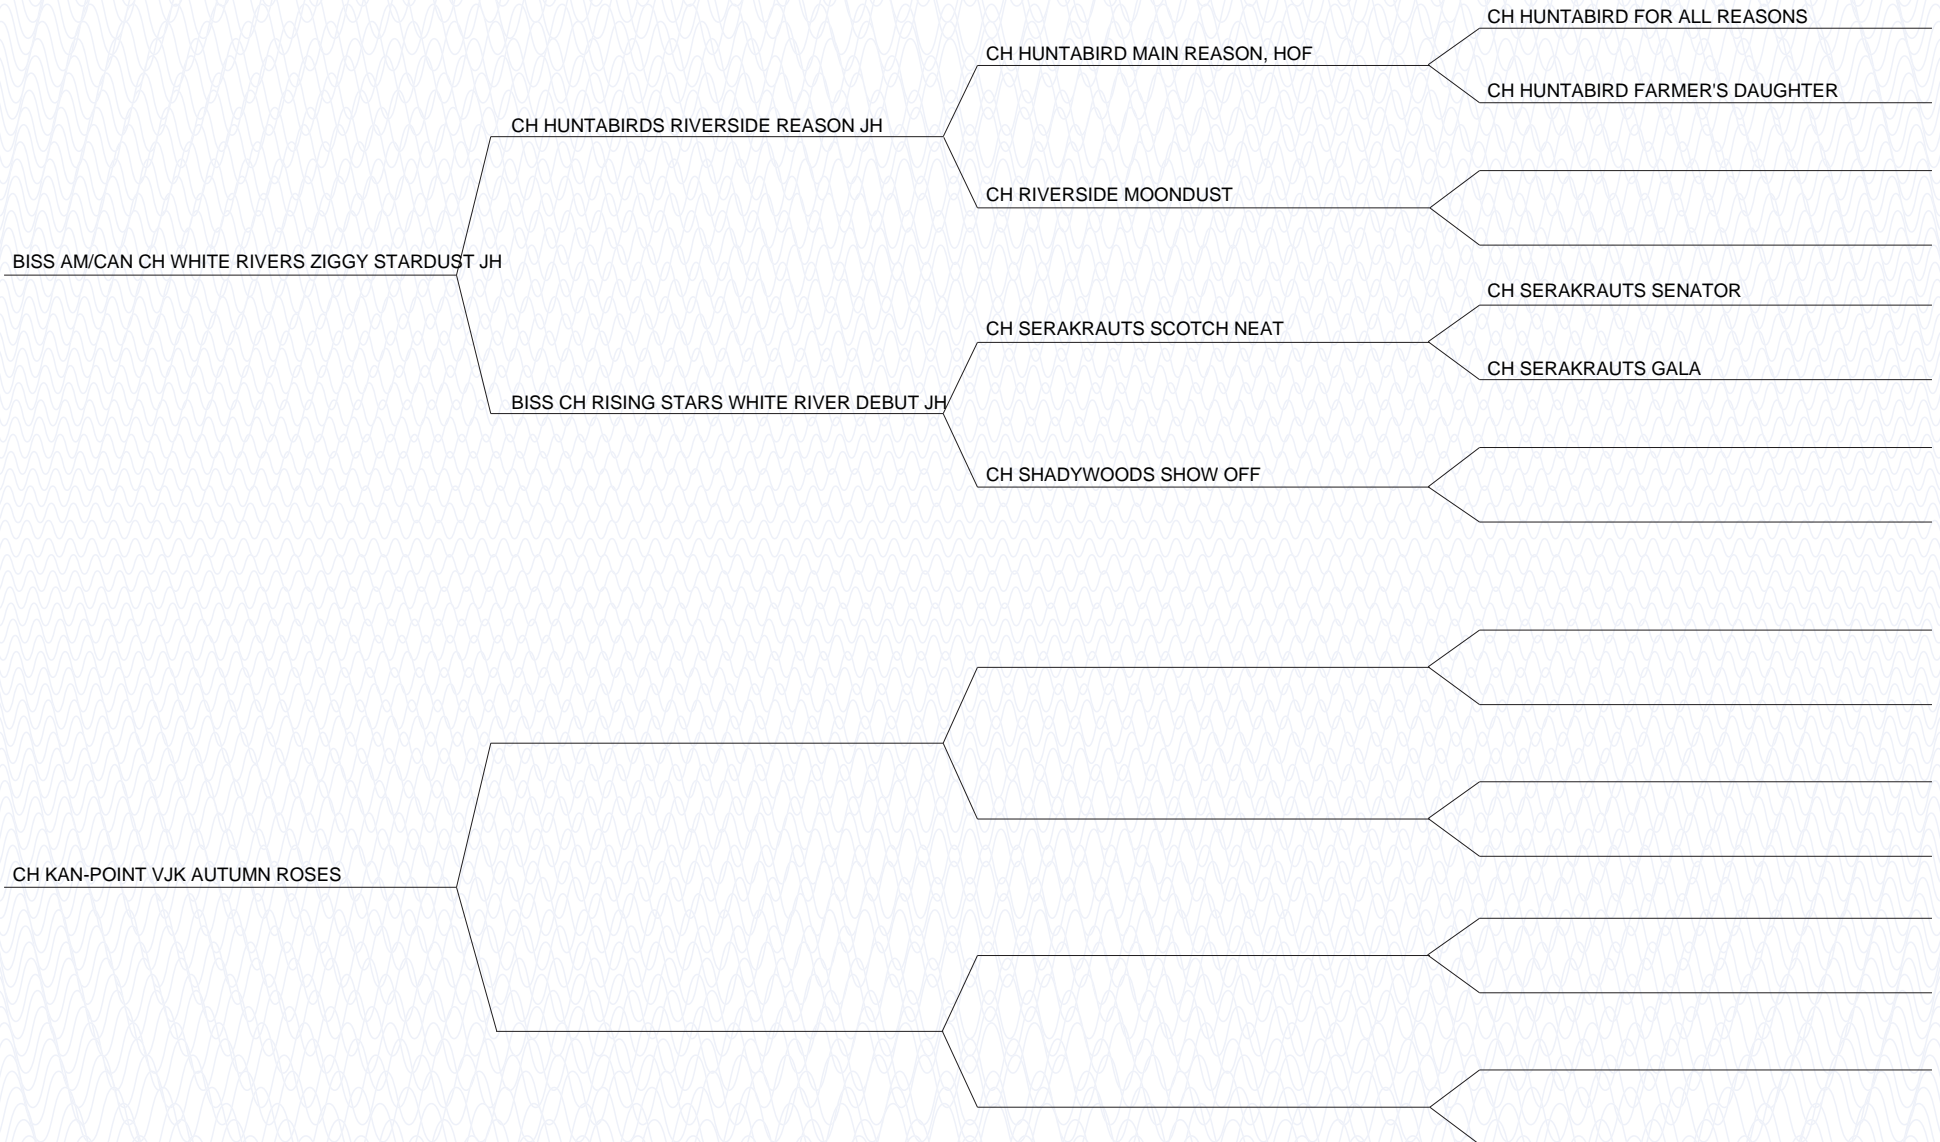 CH HUNTABIRD FOR ALL REASONS
CH HUNTABIRD MAIN REASON, HOF
CH HUNTABIRD FARMER'S DAUGHTER
CH HUNTABIRDS RIVERSIDE REASON JH
CH RIVERSIDE MOONDUST
BISS AM/CAN CH WHITE RIVERS ZIGGY STARDUST JH
CH SERAKRAUTS SENATOR
CH SERAKRAUTS SCOTCH NEAT
CH SERAKRAUTS GALA
BISS CH RISING STARS WHITE RIVER DEBUT JH
CH SHADYWOODS SHOW OFF
CH KAN-POINT VJK AUTUMN ROSES